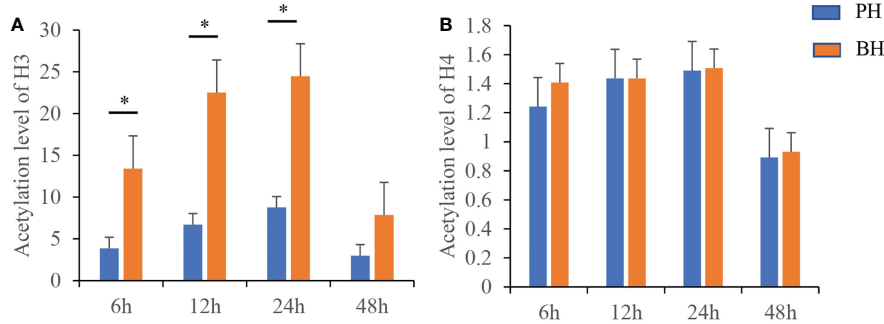 A
Acetylation level of H3
30
25
20
15
10
5
0
*
*
*
6h 12h 24h 48h
B
Acetylation level of H4
1.8
1.6
1.4
1.2
1
0.8
0.6
0.4
0.2
0
6h 12h 24h 48h
PH
BH